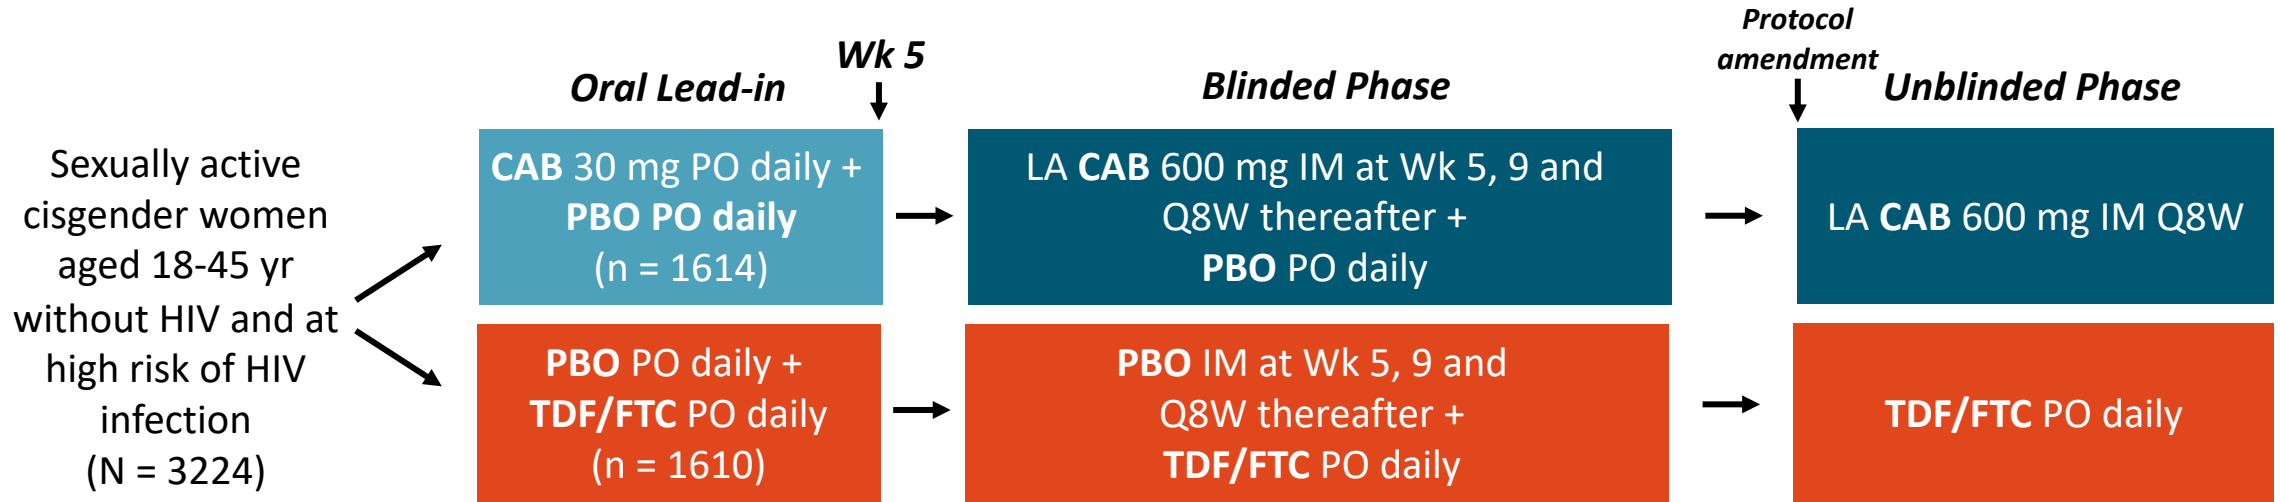 Sexually active
cisgender women
aged 18-45 yr
without HIV and at
high risk of HIV
infection
(N = 3224)
Oral Lead-in
Wk 5
CAB 30 mg PO daily +
PBO PO daily
(n = 1614)
PBO PO daily +
TDF/FTC PO daily
(n = 1610)
Blinded Phase
LA CAB 600 mg IM at Wk 5, 9 and
Q8W thereafter +
PBO PO daily
PBO IM at Wk 5, 9 and
Q8W thereafter +
TDF/FTC PO daily
Protocol
amendment
Unblinded Phase
LA CAB 600 mg IM Q8W
TDF/FTC PO daily